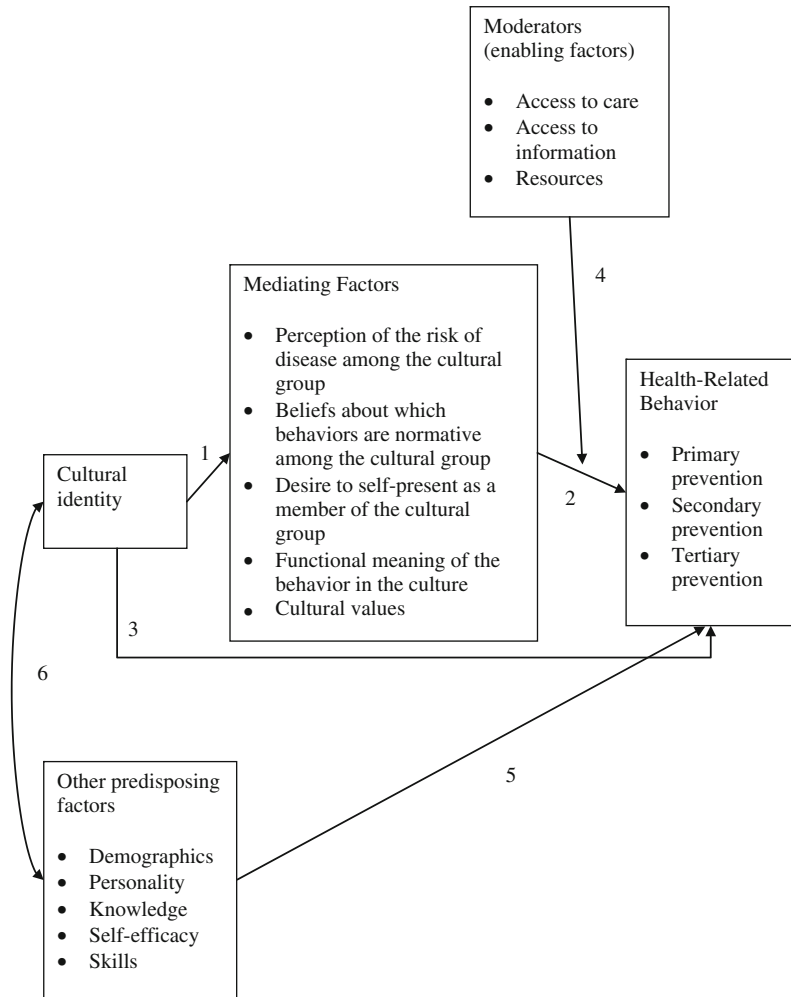 Moderators
(enabling factors)
• Access to care
• Access to
information
• Resources
4
Mediating Factors
• Perception of the risk of
disease among the cultural
group
• Beliefs about which
behaviors are normative
among the cultural group
• Desire to self-present as a
member of the cultural
group
• Functional meaning of the
behavior in the culture
• Cultural values
Health-Related
Behavior
• Primary
prevention
• Secondary
prevention
• Tertiary
prevention
1
2
Cultural
identity
3
6
5
Other predisposing
factors
• Demographics
• Personality
• Knowledge
• Self-efficacy
• Skills